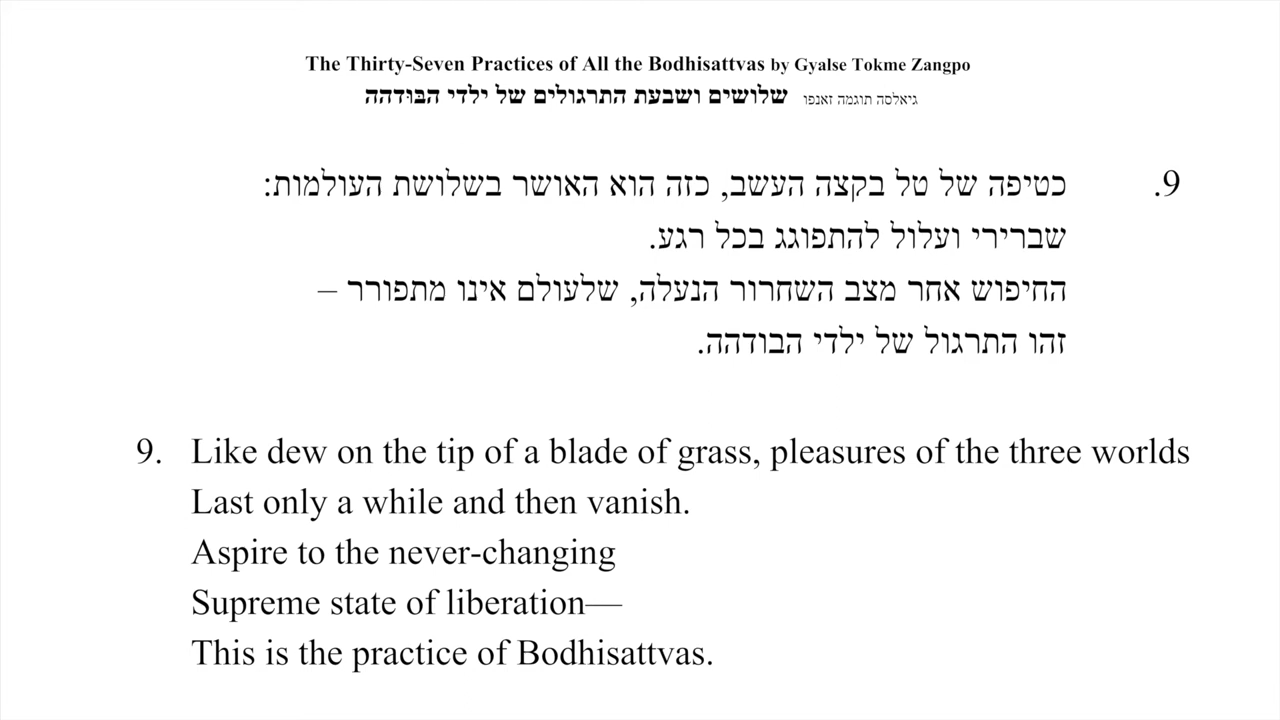 The Thirty-Seven Practices of All the Bodhisattvas by Gyalse Tokme Zangpo
שלושים ושבעת התרגולים של ילדי הבּוּדהה גיאלסה תוגמה זאנפו
9. כטיפה של טל בקצה העשב, כזה הוא האושר בשלושת העולמות:
שברירי ועלול להתפוגג בכל רגע.
החיפוש אחר מצב השחרור הנעלה, שלעולם אינו מתפורר –
זהו התרגול של ילדי הבודהה.
9. Like dew on the tip of a blade of grass, pleasures of the three worlds
Last only a while and then vanish.
Aspire to the never-changing
Supreme state of liberation—
This is the practice of Bodhisattvas.